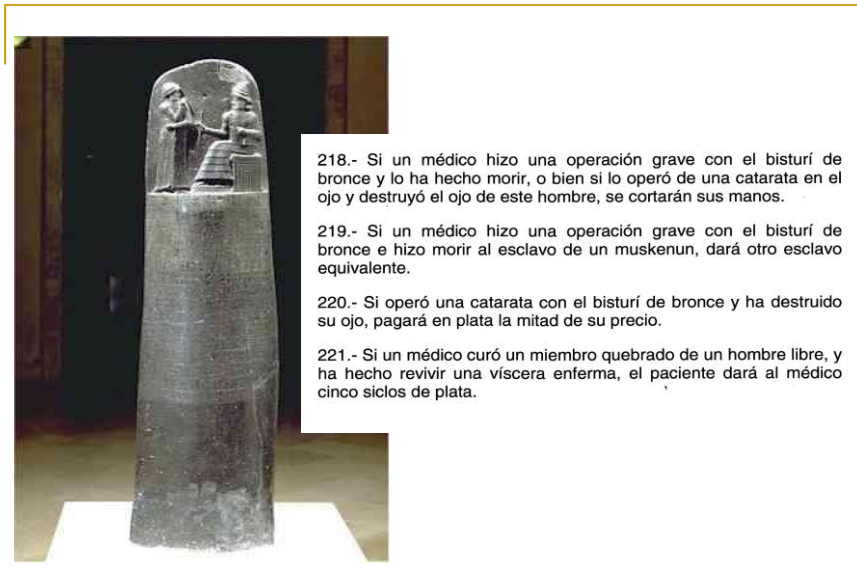 218.- Si un médico hizo una operación grave con el bisturí de
bronce y lo ha hecho morir, o bien si lo operó de una catarata en el
ojo y destruyó el ojo de este hombre, se cortarán sus manos.
219.- Si un médico hizo una operación grave con el bisturí de
bronce e hizo morir al esclavo de un muskenun, dará otro esclavo
equivalente.
220.- Si operó una catarata con el bisturí de bronce y ha destruido
su ojo, pagará en plata la mitad de su precio.
221.- Si un médico curó un miembro quebrado de un hombre libre, y
ha hecho revivir una víscera enferma, el paciente dará al médico
cinco siclos de plata.